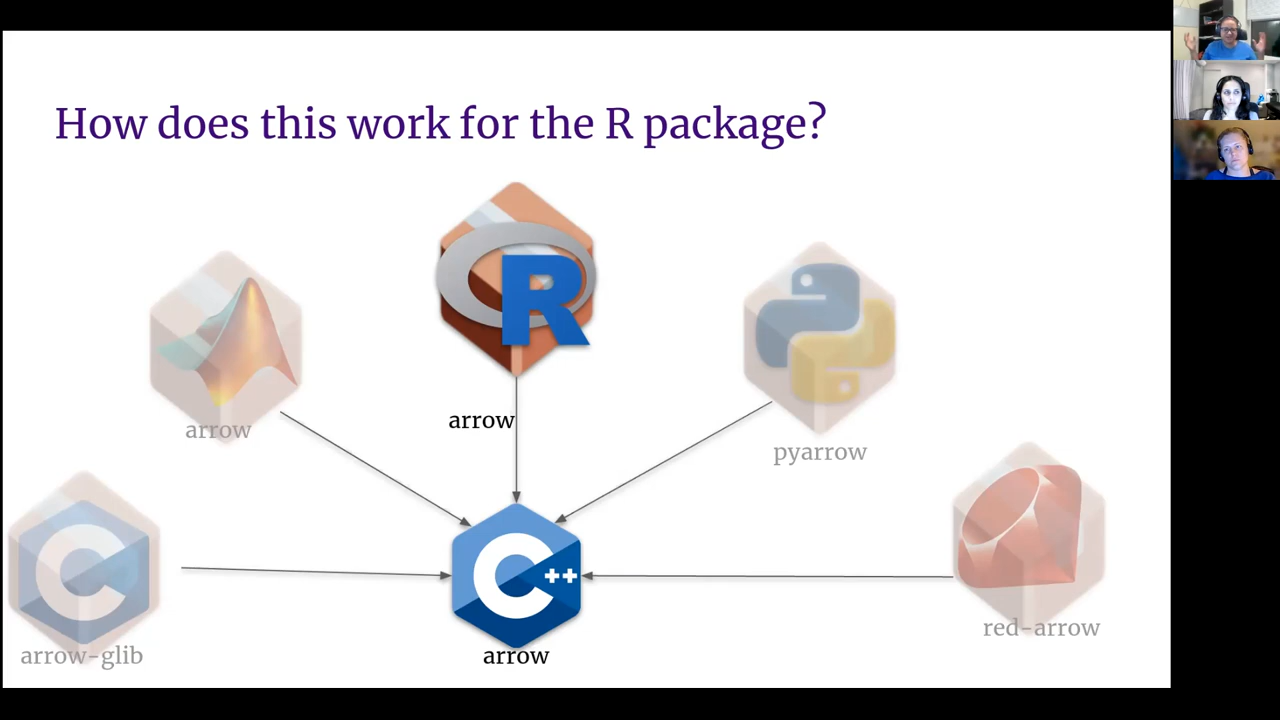 How does this work for the R package?
R
arrow
arrow
pyarrow
C
C++
red-arrow
arrow-glib
arrow